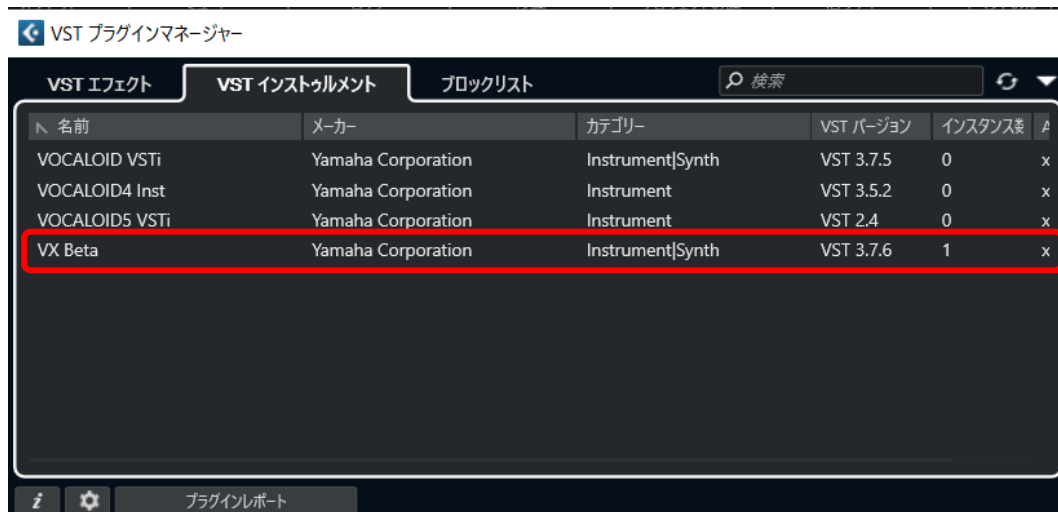 VST プラグインマネージャー
VST エフェクト VST インストゥルメント ブロックリスト 検索
名前 メーカー カテゴリー VST バージョン インスタンス数 A
VOCALOID VSTi Yamaha Corporation Instrument|Synth VST 3.7.5 0 x
VOCALOID4 Inst Yamaha Corporation Instrument VST 3.5.2 0 x
VOCALOID5 VSTi Yamaha Corporation Instrument VST 2.4 0 x
VX Beta Yamaha Corporation Instrument|Synth VST 3.7.6 1 x
i プラグインレポート